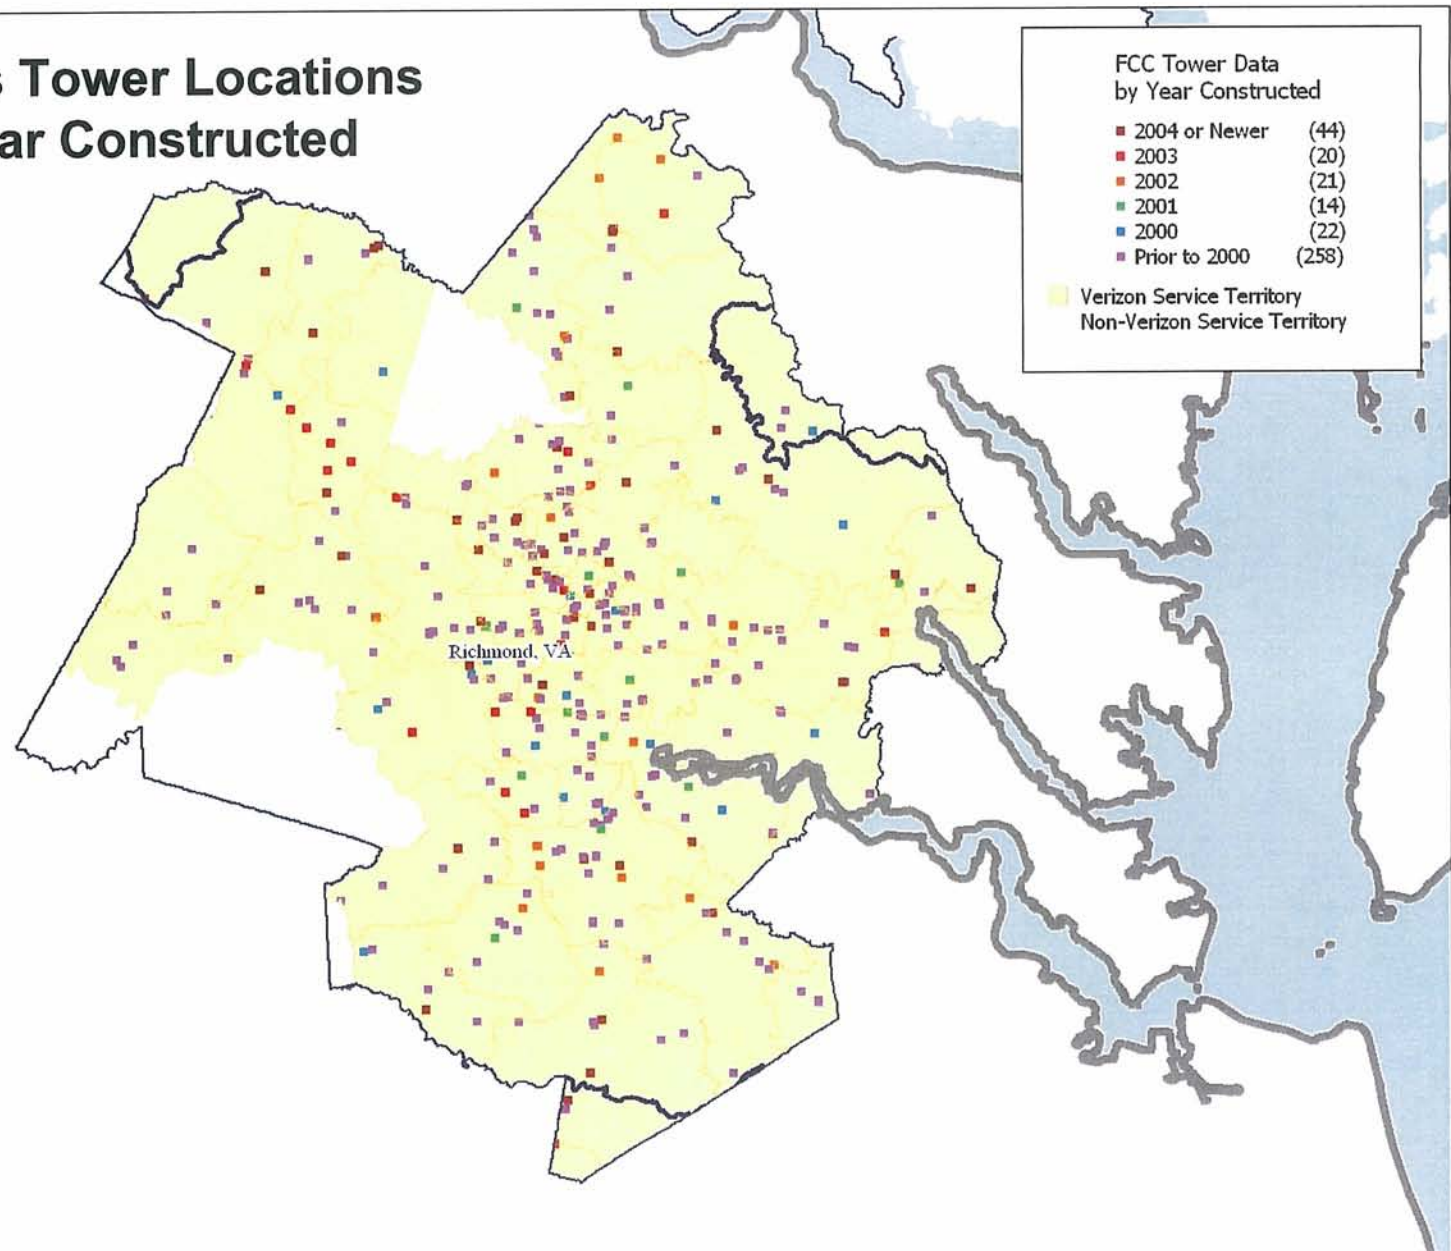 s Tower Locations
ar Constructed
FCC Tower Data
by Year Constructed
2004 or Newer (44)
2003 (20)
2002 (21)
2001 (14)
2000 (22)
Prior to 2000 (258)
Verizon Service Territory
Non-Verizon Service Territory
Richmond, VA